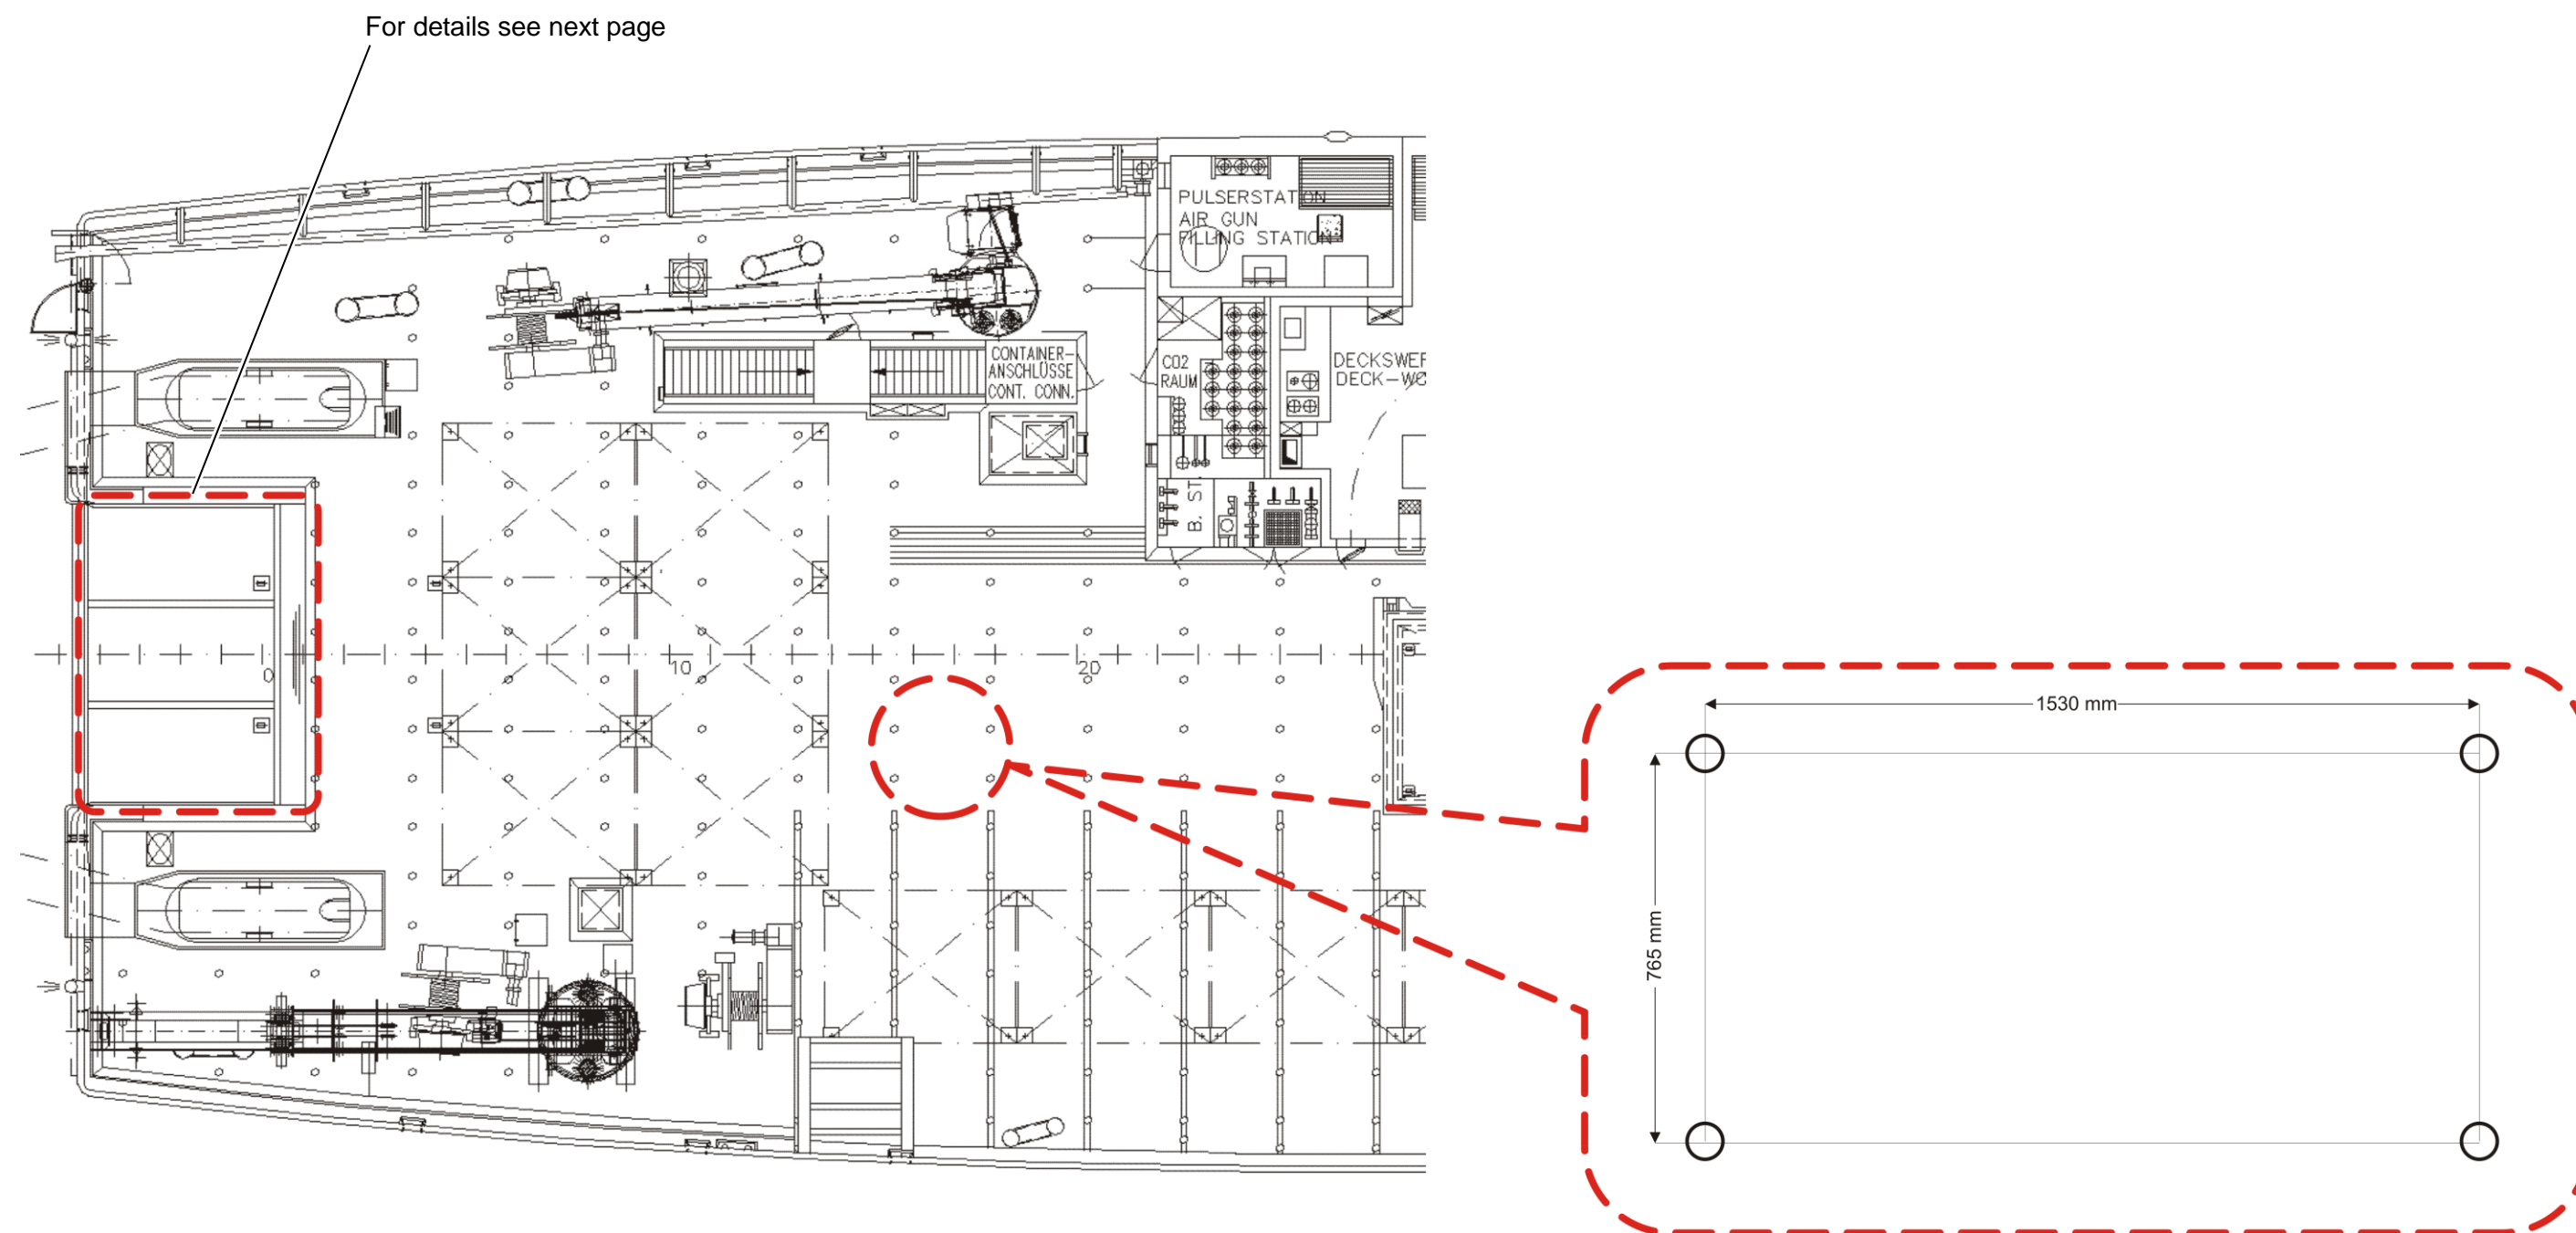 For details see next page
PULSERSTATION
AIR GUN
FILLING STATION
CONTAINER-
ANSCHLÜSSE
CONT. CONN.
CO2
RAUM
DECKSWER
DECK-WO
B. ST.
10
20
1530 mm
765 mm